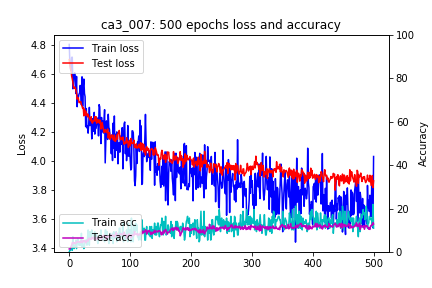 ca3_007: 500 epochs loss and accuracy
4.8
4.6
4.4
4.2
4.0
3.8
3.6
3.4
Loss
Train loss
Test loss
Train acc
Test acc
100
80
60
40
20
0
Accuracy
0
100
200
300
400
500